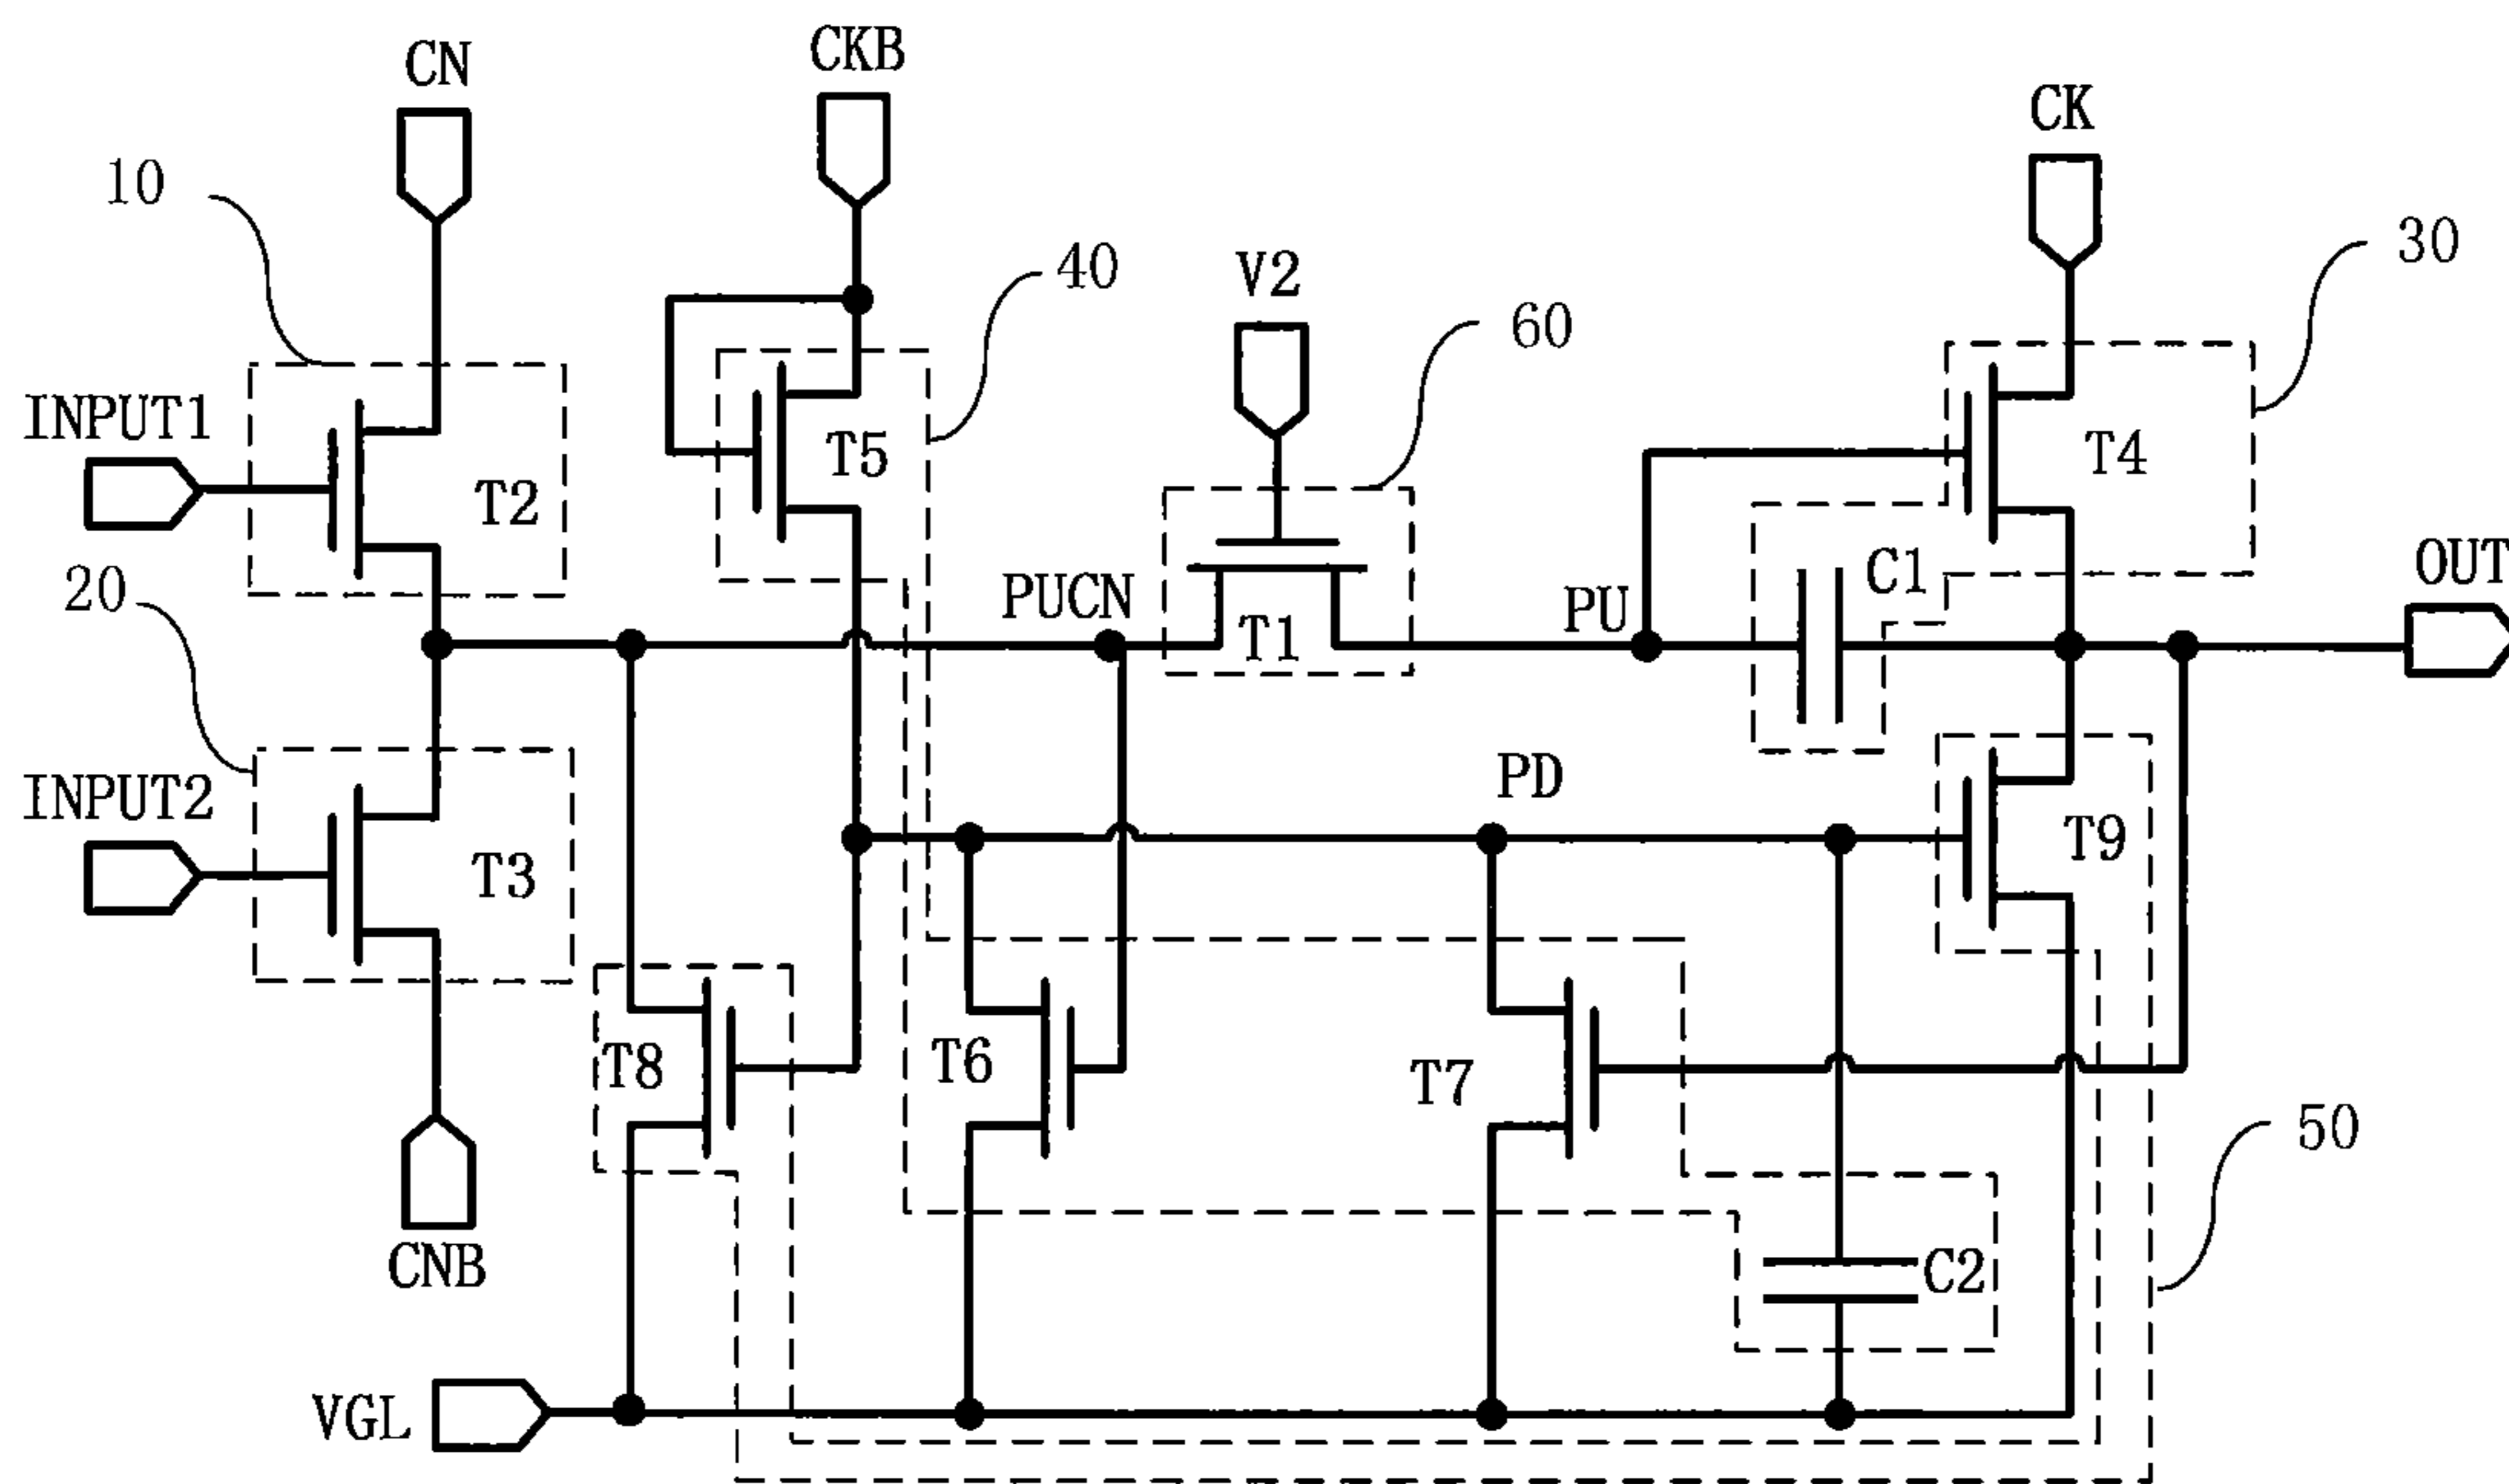 CN
CKB
CK
10
40
V2
30
60
INPUT1
T5
T4
T2
20
PUCN
T1
PU
C1
OUT
INPUT2
T3
PD
T9
T8
T6
T7
50
CNB
C2
VGL